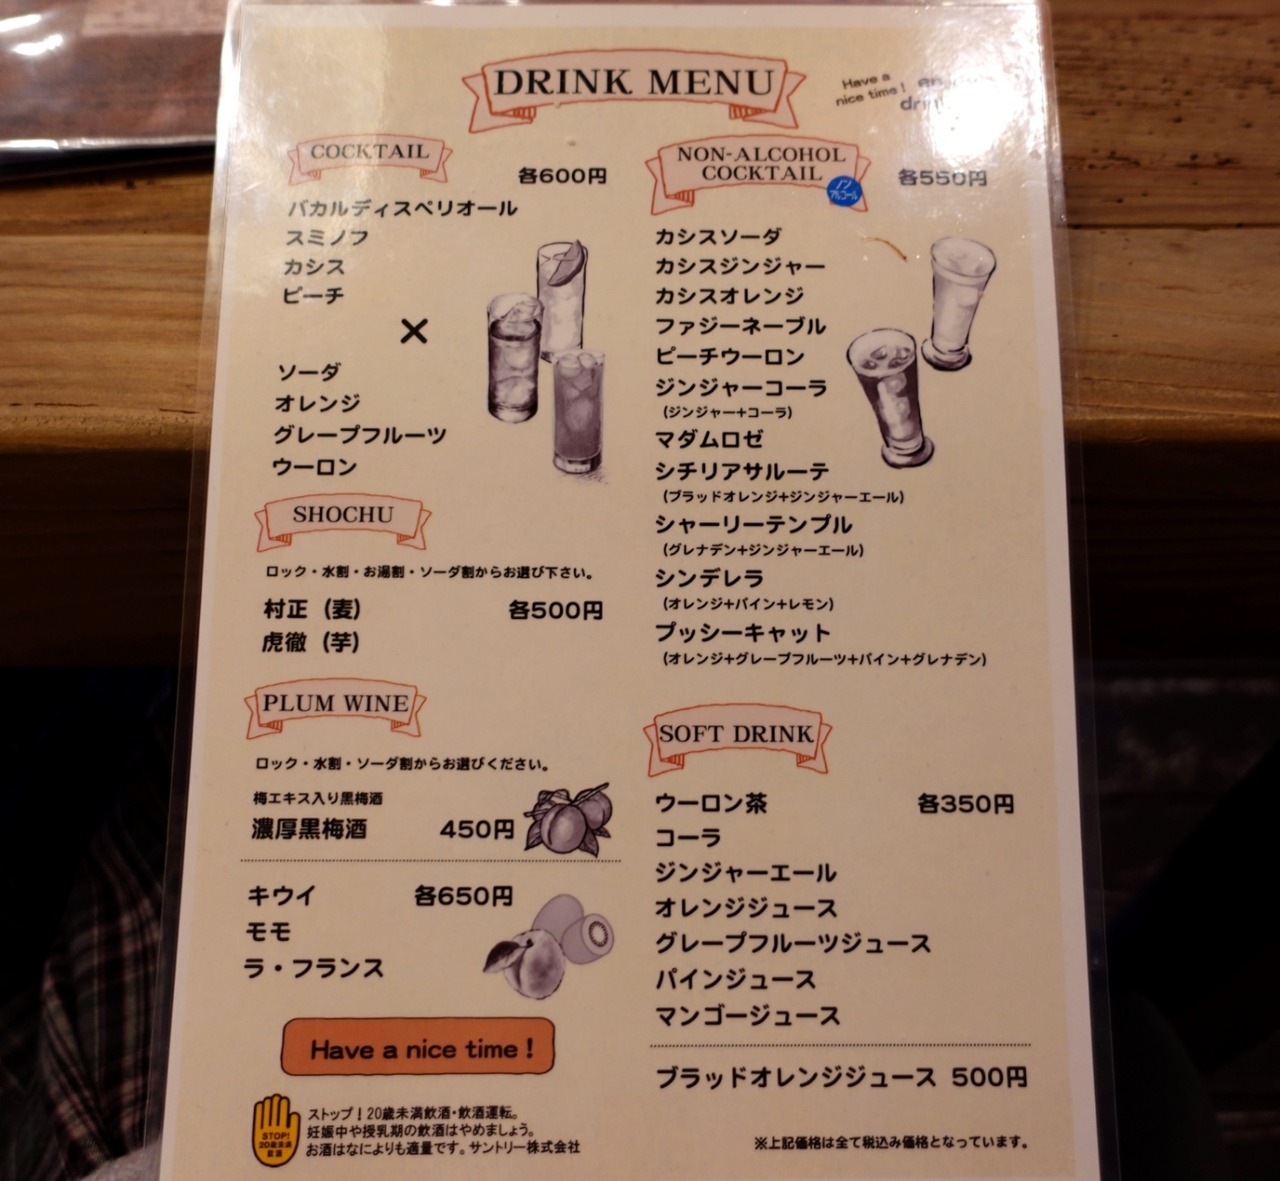 DRINK MENU
Have a
nice time!
COCKTAIL
各600円
バカルディスペリオール
スミノフ
カシス
ピーチ
×
ソーダ
オレンジ
グレープフルーツ
ウーロン
SHOCHU
ロック・水割・お湯割・ソーダ割からお選び下さい。
村正（麦） 各500円
虎徹（芋）
PLUM WINE
ロック・水割・ソーダ割からお選びください。
梅エキス入り黒梅酒
濃厚黒梅酒 450円
キウイ 各650円
モモ
ラ・フランス
Have a nice time!
STOP!
20歳未満
飲酒
ストップ！20歳未満飲酒・飲酒運転。
妊娠中や授乳期の飲酒はやめましょう。
お酒はなによりも適量です。サントリー株式会社
NON-ALCOHOL
COCKTAIL
ノン
アルコール
各550円
カシスソーダ
カシスジンジャー
カシスオレンジ
ファジーネーブル
ピーチウーロン
ジンジャーコーラ
（ジンジャー+コーラ）
マダムロゼ
シチリアサルーテ
（ブラッドオレンジ+ジンジャーエール）
シャーリーテンプル
（グレナデン+ジンジャーエール）
シンデレラ
（オレンジ+パイン+レモン）
プッシーキャット
（オレンジ+グレープフルーツ+パイン+グレナデン）
SOFT DRINK
ウーロン茶 各350円
コーラ
ジンジャーエール
オレンジジュース
グレープフルーツジュース
パインジュース
マンゴージュース
ブラッドオレンジジュース 500円
※上記価格は全て税込み価格となっています。